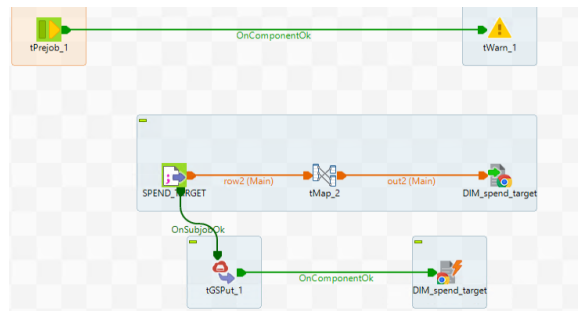 OnComponentOk
tPrejob_1
tWarn_1
row2 (Main)
out2 (Main)
SPEND_TARGET
tMap_2
DIM_spend_target
OnSubjobOk
OnComponentOk
tGSPut_1
DIM_spend_target